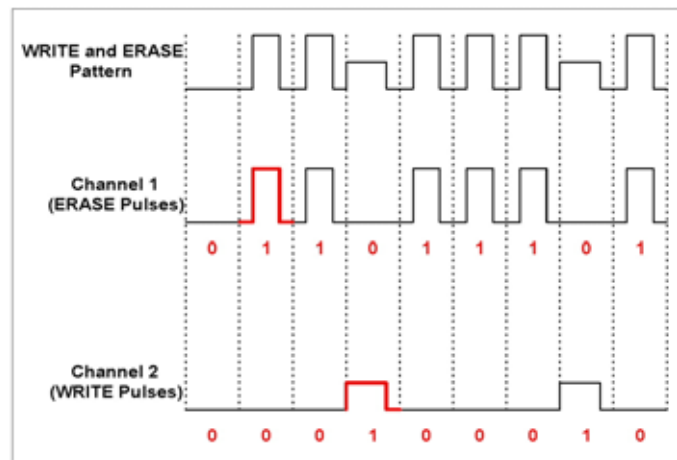 WRITE and ERASE
Pattern
Channel 1
(ERASE Pulses)
0 1 1 0 1 1 1 0 1
Channel 2
(WRITE Pulses)
0 0 0 1 0 0 0 1 0